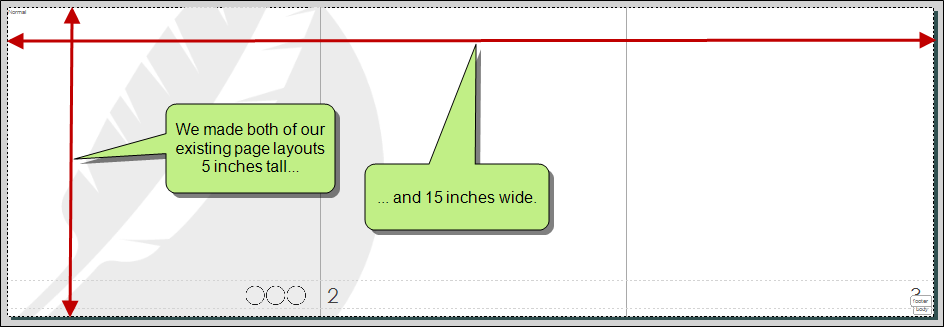 Normal
We made both of our
existing page layouts
5 inches tall...
... and 15 inches wide.
2
3
footer
body